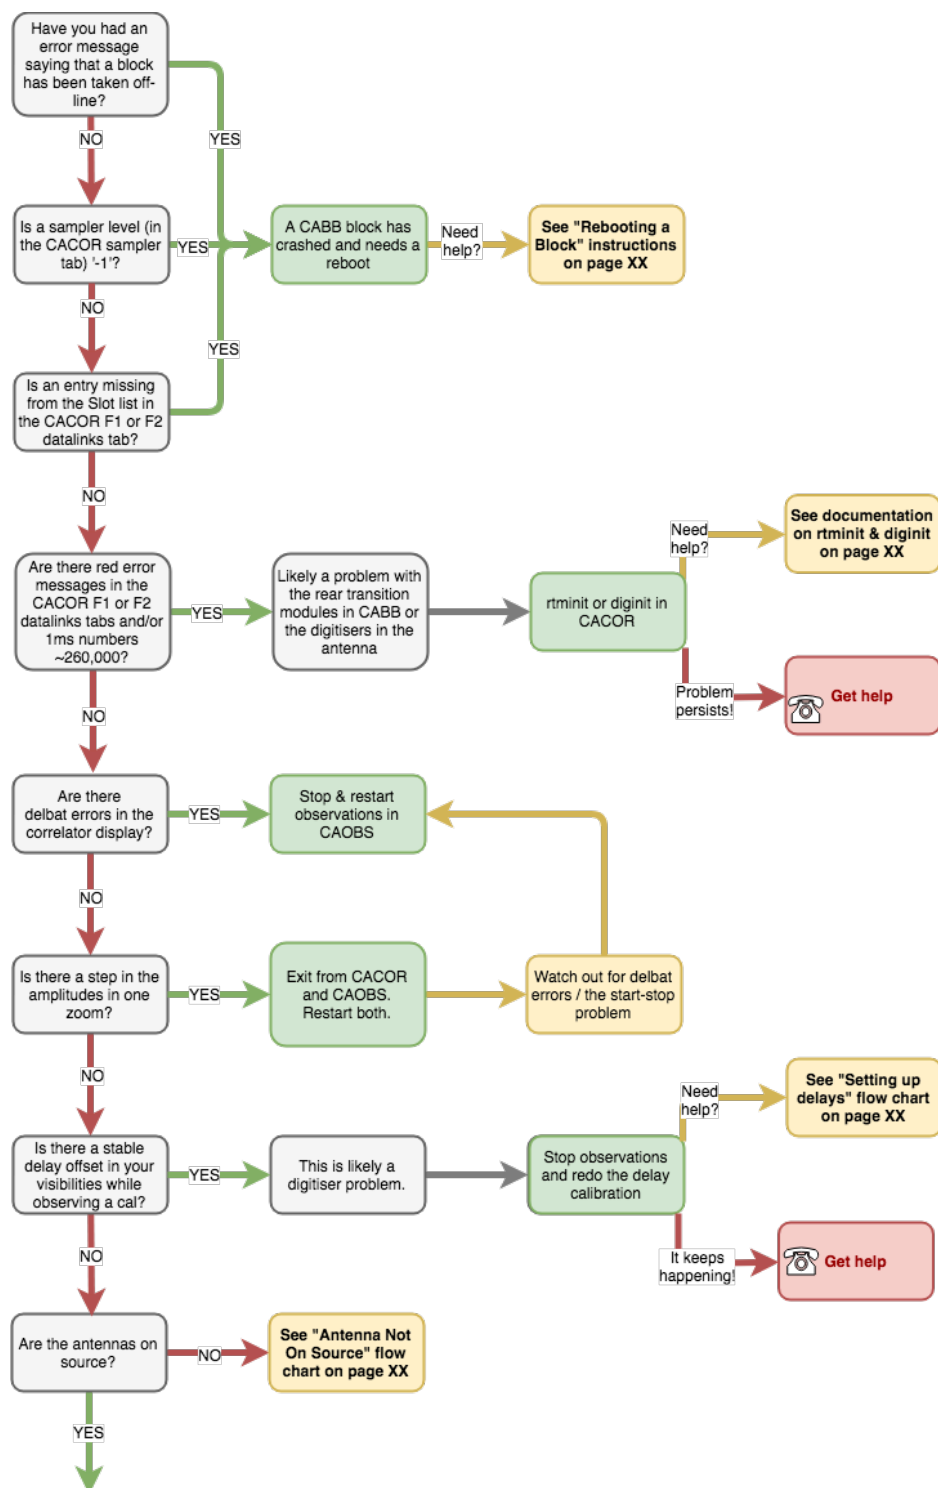 Have you had an
error message
saying that a block
has been taken off-
line?
NO
YES
Is a sampler level (in
the CACOR sampler
tab) '-1'?
YES
A CABB block has
crashed and needs a
reboot
Need
help?
See "Rebooting a
Block" instructions
on page XX
NO
YES
Is an entry missing
from the Slot list in
the CACOR F1 or F2
datalinks tab?
NO
Are there red error
messages in the
CACOR F1 or F2
datalinks tabs and/or
1ms numbers
~260,000?
YES
Likely a problem with
the rear transition
modules in CABB or
the digitisers in the
antenna
rtminit or diginit in
CACOR
Need
help?
See documentation
on rtminit & diginit
on page XX
Problem
persists!
Get help
NO
Are there
delbat errors in the
correlator display?
YES
Stop & restart
observations in
CAOBS
NO
Is there a step in the
amplitudes in one
zoom?
YES
Exit from CACOR
and CAOBS.
Restart both.
Watch out for delbat
errors / the start-stop
problem
NO
Is there a stable
delay offset in your
visibilities while
observing a cal?
YES
This is likely a
digitiser problem.
Stop observations
and redo the delay
calibration
Need
help?
See "Setting up
delays" flow chart
on page XX
It keeps
happening!
Get help
NO
Are the antennas on
source?
NO
See "Antenna Not
On Source" flow
chart on page XX
YES